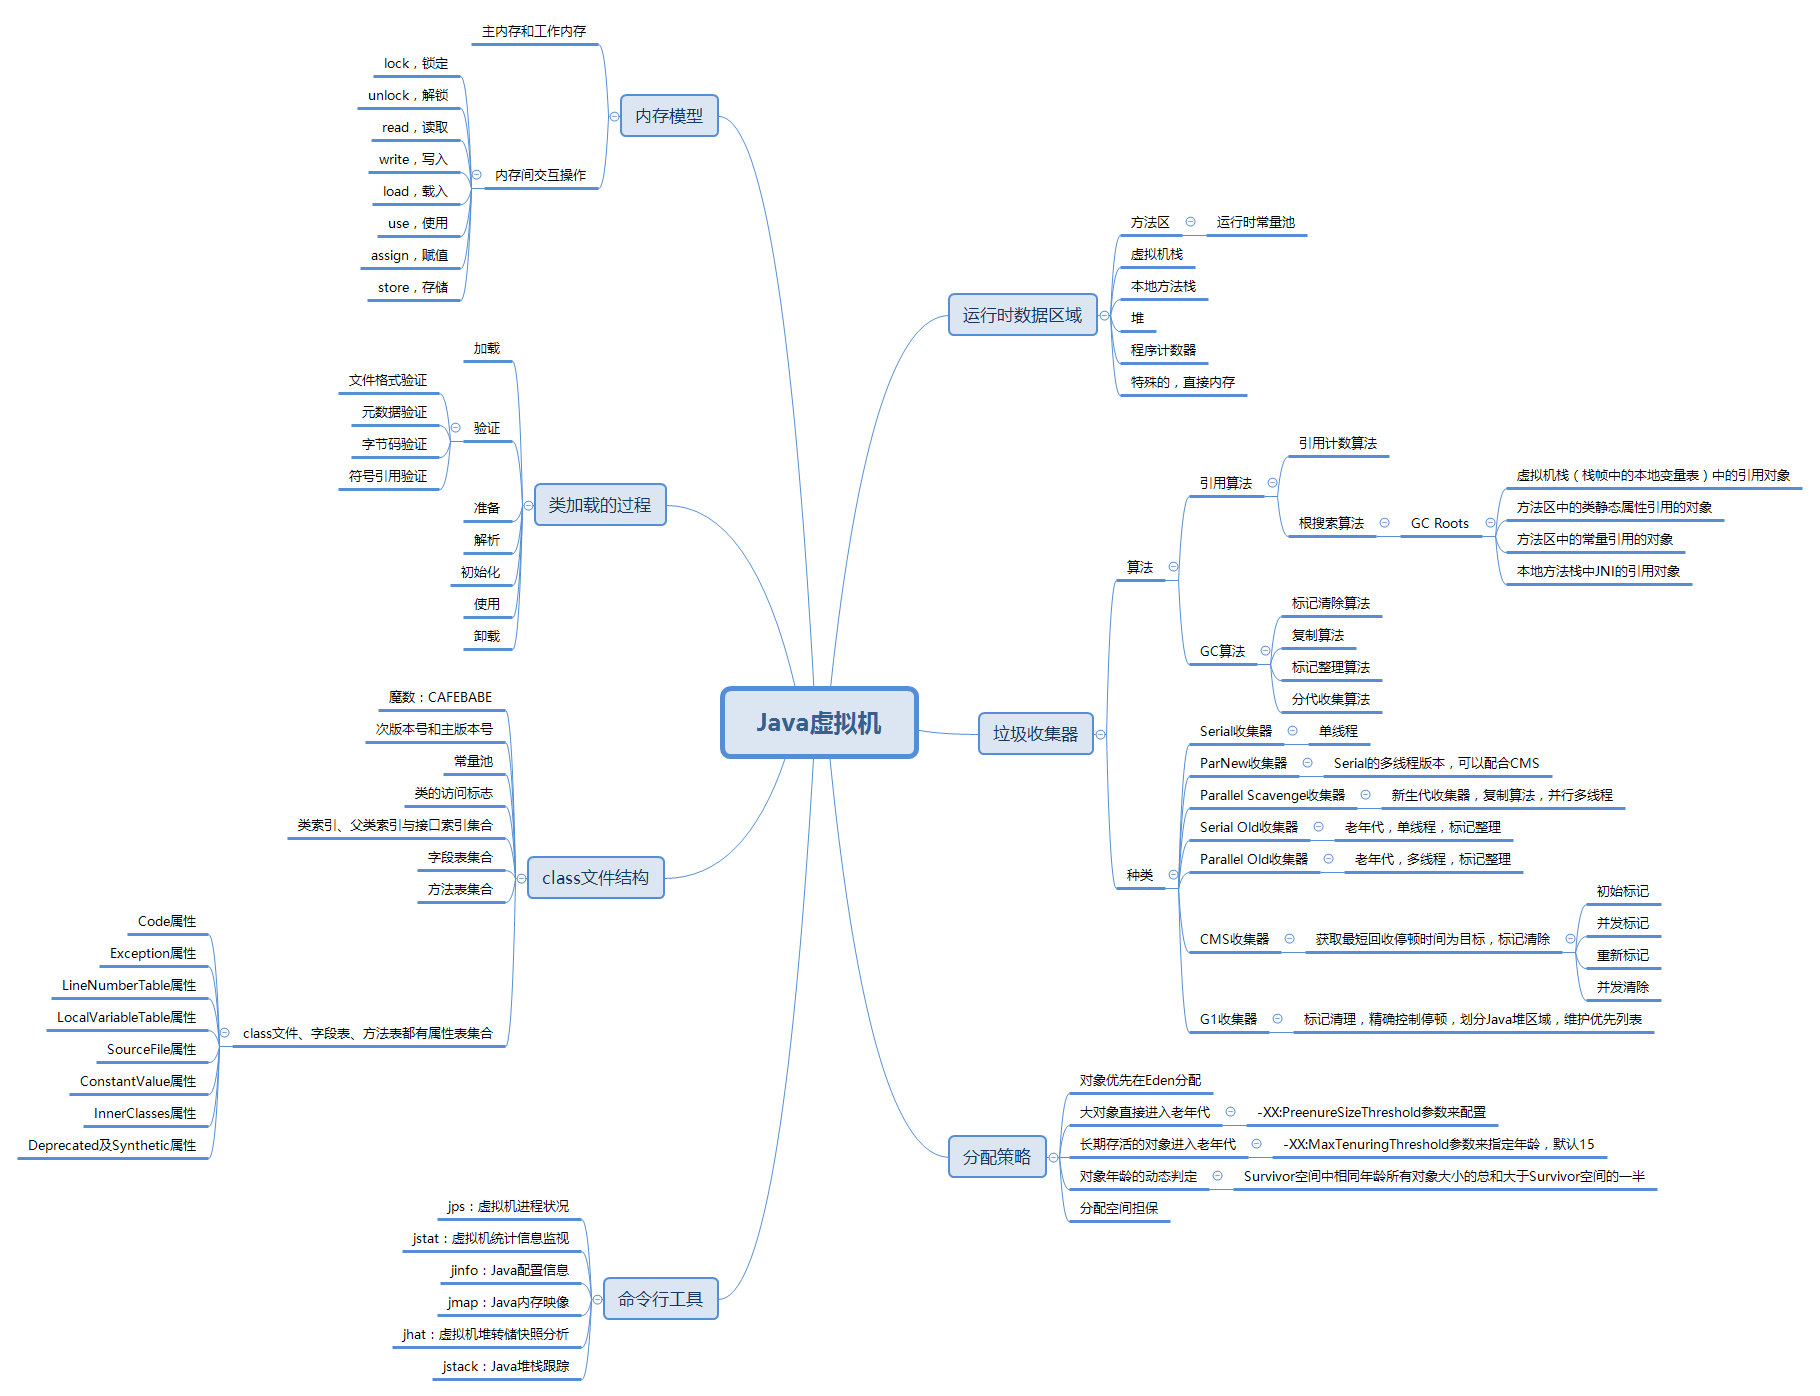 Java虚拟机
内存模型
主内存和工作内存
内存间交互操作
lock，锁定
unlock，解锁
read，读取
write，写入
load，载入
use，使用
assign，赋值
store，存储
类加载的过程
加载
验证
文件格式验证
元数据验证
字节码验证
符号引用验证
准备
解析
初始化
使用
卸载
class文件结构
魔数：CAFEBABE
次版本号和主版本号
常量池
类的访问标志
类索引、父类索引与接口索引集合
字段表集合
方法表集合
class文件、字段表、方法表都有属性表集合
Code属性
Exception属性
LineNumberTable属性
LocalVariableTable属性
SourceFile属性
ConstantValue属性
InnerClasses属性
Deprecated及Synthetic属性
命令行工具
jps：虚拟机进程状况
jstat：虚拟机统计信息监视
jinfo：Java配置信息
jmap：Java内存映像
jhat：虚拟机堆转储快照分析
jstack：Java堆栈跟踪
运行时数据区域
方法区
运行时常量池
虚拟机栈
本地方法栈
堆
程序计数器
特殊的，直接内存
垃圾收集器
算法
引用算法
引用计数算法
根搜索算法
GC Roots
虚拟机栈（栈帧中的本地变量表）中的引用对象
方法区中的类静态属性引用的对象
方法区中的常量引用的对象
本地方法栈中JNI的引用对象
GC算法
标记清除算法
复制算法
标记整理算法
分代收集算法
种类
Serial收集器
单线程
ParNew收集器
Serial的多线程版本，可以配合CMS
Parallel Scavenge收集器
新生代收集器，复制算法，并行多线程
Serial Old收集器
老年代，单线程，标记整理
Parallel Old收集器
老年代，多线程，标记整理
CMS收集器
获取最短回收停顿时间为目标，标记清除
初始标记
并发标记
重新标记
并发清除
G1收集器
标记清理，精确控制停顿，划分Java堆区域，维护优先列表
分配策略
对象优先在Eden分配
大对象直接进入老年代
-XX:PreenureSizeThreshold参数来配置
长期存活的对象进入老年代
-XX:MaxTenuringThreshold参数来指定年龄，默认15
对象年龄的动态判定
Survivor空间中相同年龄所有对象大小的总和大于Survivor空间的一半
分配空间担保